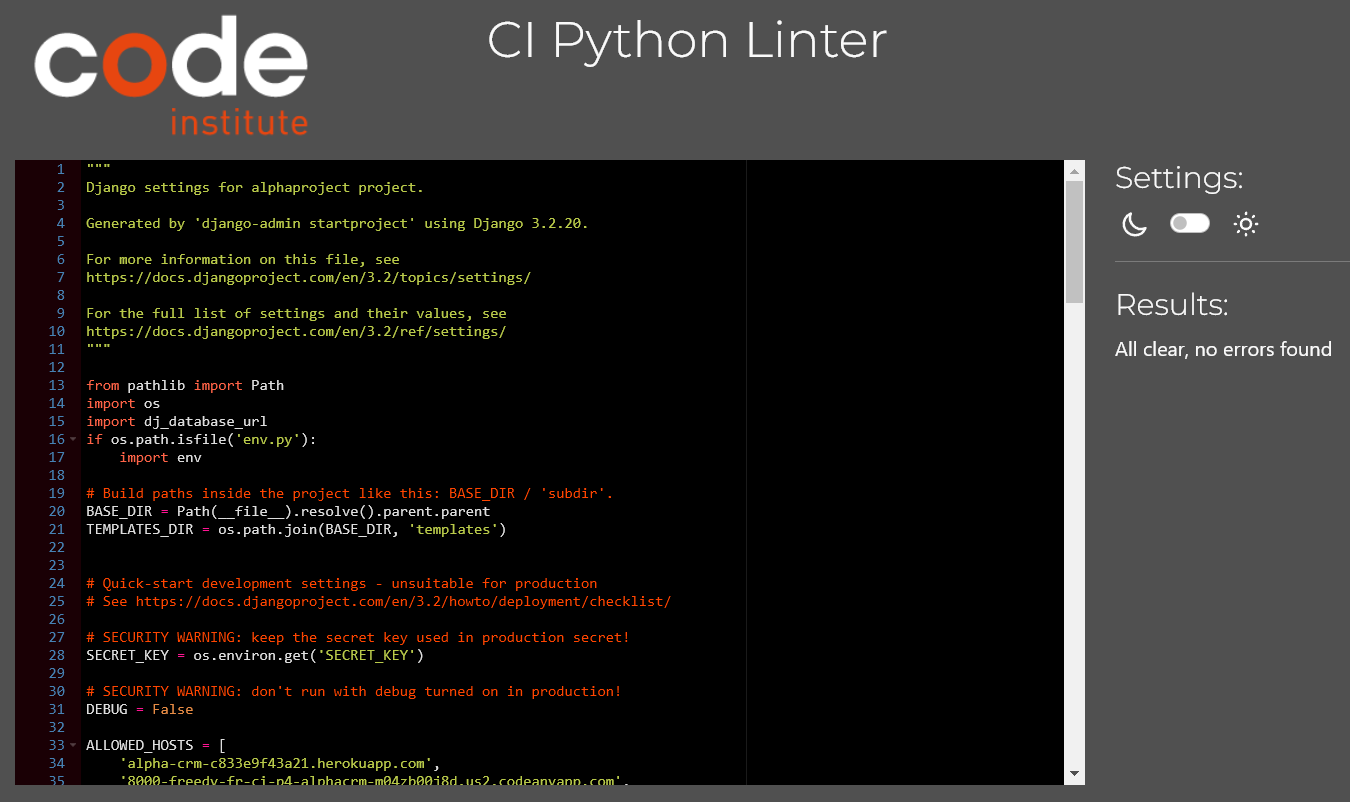 code
institute
CI Python Linter
1 """
2 Django settings for alphaproject project.
3
4 Generated by 'django-admin startproject' using Django 3.2.20.
5
6 For more information on this file, see
7 https://docs.djangoproject.com/en/3.2/topics/settings/
8
9 For the full list of settings and their values, see
10 https://docs.djangoproject.com/en/3.2/ref/settings/
11 """
12
13 from pathlib import Path
14 import os
15 import dj_database_url
16 if os.path.isfile('env.py'):
17     import env
18
19 # Build paths inside the project like this: BASE_DIR / 'subdir'.
20 BASE_DIR = Path(__file__).resolve().parent.parent
21 TEMPLATES_DIR = os.path.join(BASE_DIR, 'templates')
22
23
24 # Quick-start development settings - unsuitable for production
25 # See https://docs.djangoproject.com/en/3.2/howto/deployment/checklist/
26
27 # SECURITY WARNING: keep the secret key used in production secret!
28 SECRET_KEY = os.environ.get('SECRET_KEY')
29
30 # SECURITY WARNING: don't run with debug turned on in production!
31 DEBUG = False
32
33 ALLOWED_HOSTS = [
34     'alpha-crm-c833e9f43a21.herokuapp.com',
35     '8000-freedy-fr-ci-p4-alphacrm-m04zb00j8d.us2.codeanyapp.com',
Settings:
Results:
All clear, no errors found